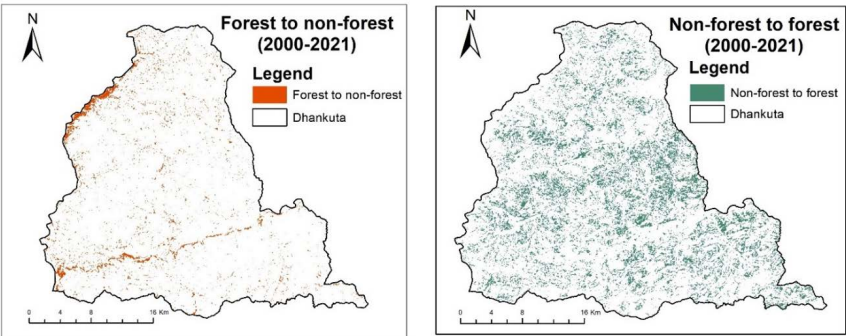 N
Forest to non-forest
(2000-2021)
Legend
Forest to non-forest
Dhankuta
0 4 8 16 Km
N
Non-forest to forest
(2000-2021)
Legend
Non-forest to forest
Dhankuta
0 4 8 16 Km